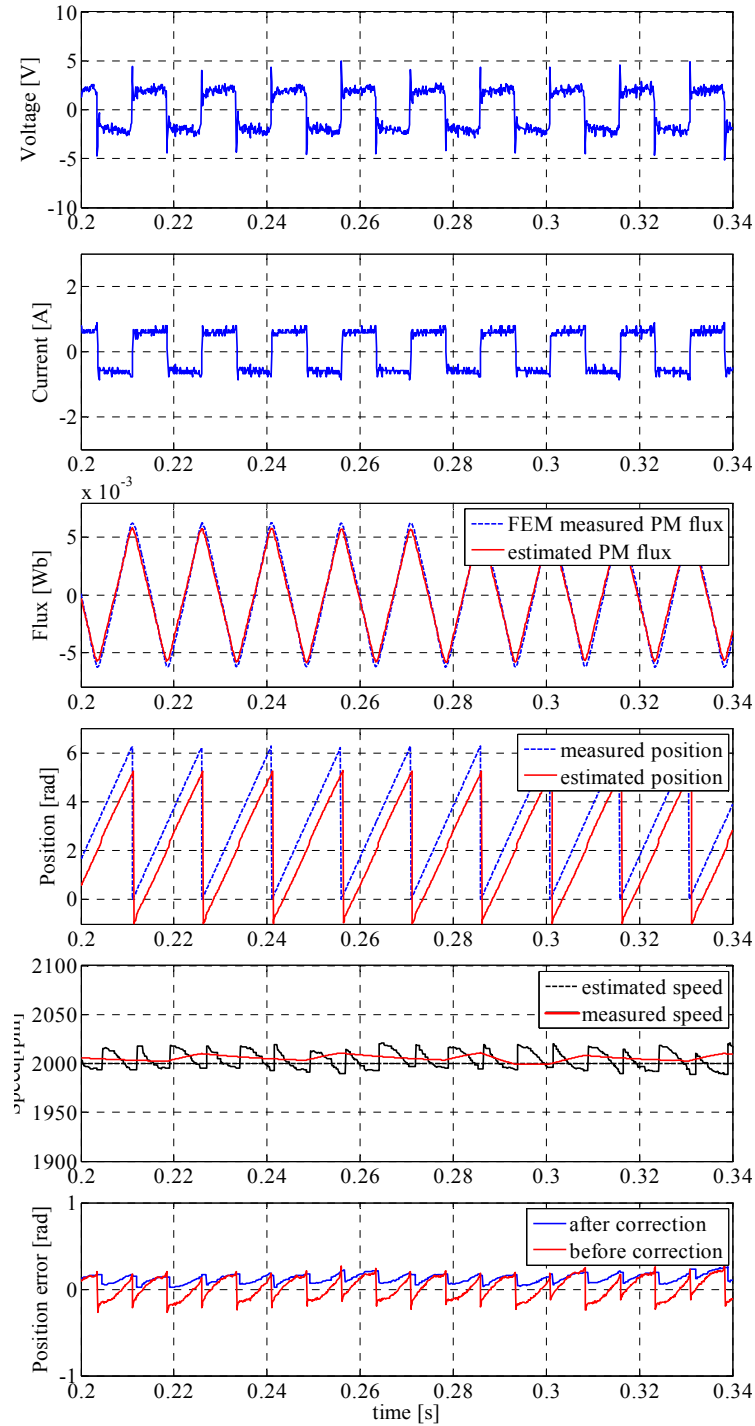 Voltage [V]
10
5
0
-5
-10
0.2 0.22 0.24 0.26 0.28 0.3 0.32 0.34
Current [A]
2
0
-2
0.2 0.22 0.24 0.26 0.28 0.3 0.32 0.34
x 10^-3
Flux [Wb]
5
0
-5
FEM measured PM flux
estimated PM flux
0.2 0.22 0.24 0.26 0.28 0.3 0.32 0.34
Position [rad]
6
4
2
0
measured position
estimated position
0.2 0.22 0.24 0.26 0.28 0.3 0.32 0.34
Speed[rpm]
2100
2050
2000
1950
1900
estimated speed
measured speed
0.2 0.22 0.24 0.26 0.28 0.3 0.32 0.34
Position error [rad]
1
0
-1
after correction
before correction
0.2 0.22 0.24 0.26 0.28 0.3 0.32 0.34
time [s]